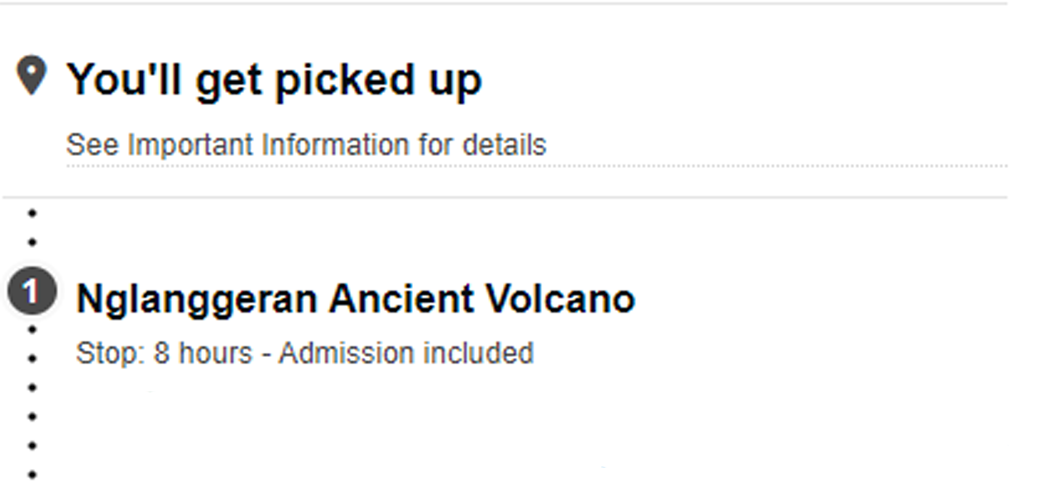 You'll get picked up
See Important Information for details
1
Nglanggeran Ancient Volcano
Stop: 8 hours - Admission included